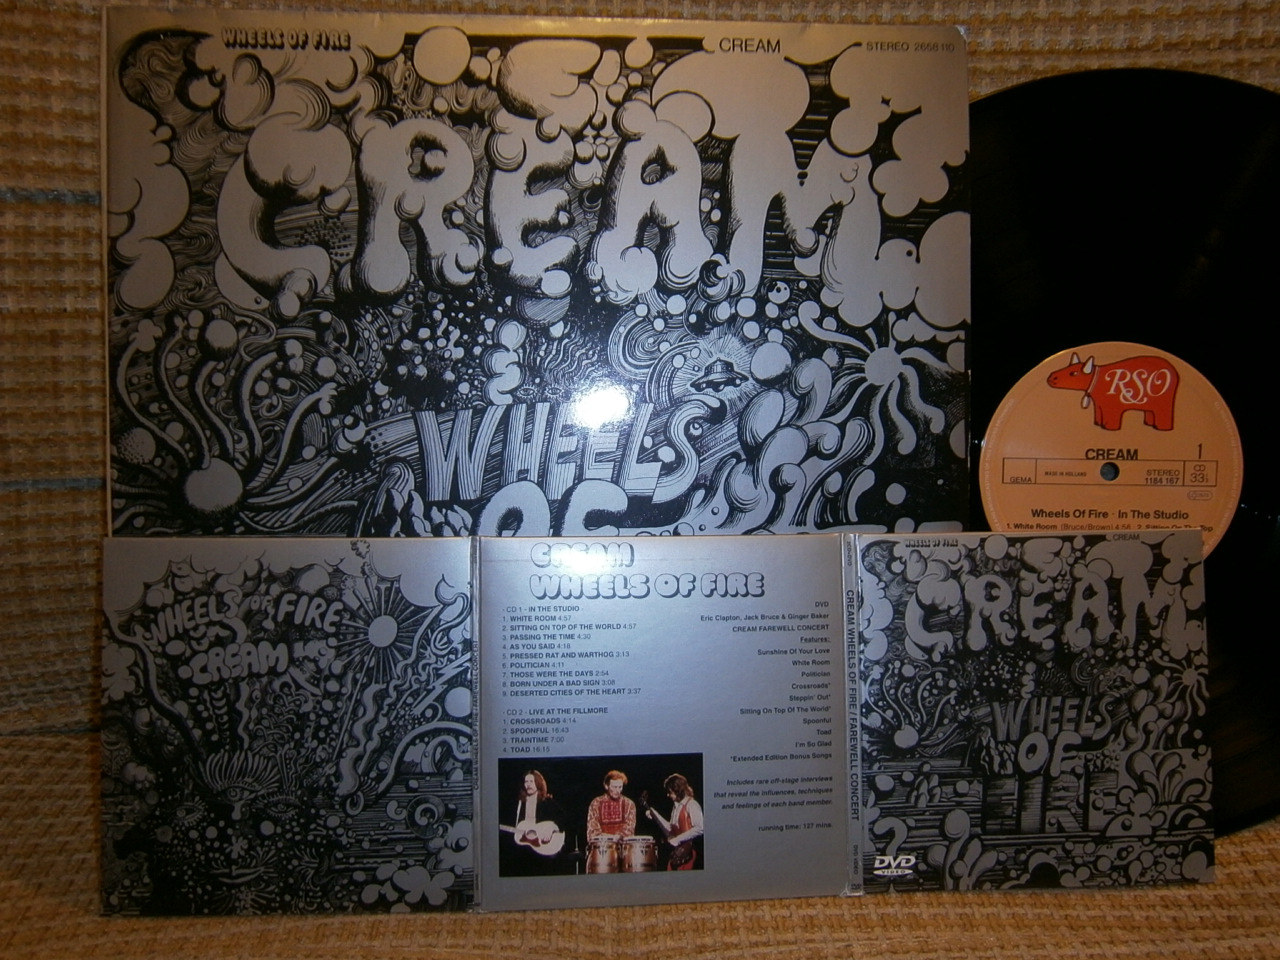 WHEELS OF FIRE
CREAM
STEREO 2658 110
CREAM
WHEELS
OF
RSO
CREAM
1
GEMA
MADE IN HOLLAND
STEREO
1184 167
33⅓
Wheels Of Fire · In The Studio
1. White Room (Bruce/Brown) 4:56 · 2. Sitting On The Top
WHEELS OF FIRE
CREAM
CREAM
WHEELS OF FIRE
CD 1 - IN THE STUDIO
1. WHITE ROOM 4:57
2. SITTING ON TOP OF THE WORLD 4:57
3. PASSING THE TIME 4:30
4. AS YOU SAID 4:18
5. PRESSED RAT AND WARTHOG 3:13
6. POLITICIAN 4:11
7. THOSE WERE THE DAYS 2:54
8. BORN UNDER A BAD SIGN 3:08
9. DESERTED CITIES OF THE HEART 3:37
CD 2 - LIVE AT THE FILLMORE
1. CROSSROADS 4:14
2. SPOONFUL 16:43
3. TRAINTIME 7:00
4. TOAD 16:15
DVD
Eric Clapton, Jack Bruce & Ginger Baker
CREAM FAREWELL CONCERT
Features:
Sunshine Of Your Love
White Room
Politician
Crossroads*
Steppin' Out*
Sitting On Top Of The World*
Spoonful
Toad
I'm So Glad
*Extended Edition Bonus Songs
Includes rare off-stage interviews
that reveal the influences, techniques
and feelings of each band member.
running time: 127 mins.
CREAM WHEELS OF FIRE / FAREWELL CONCERT
WHEELS OF FIRE
CREAM
CREAM
WHEELS
OF
FIRE
DVD
VIDEO